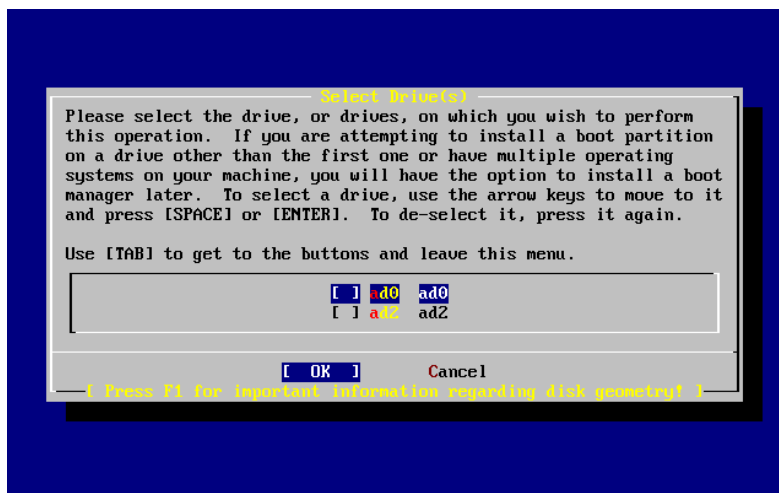 Select Drive(s)
Please select the drive, or drives, on which you wish to perform
this operation.  If you are attempting to install a boot partition
on a drive other than the first one or have multiple operating
systems on your machine, you will have the option to install a boot
manager later.  To select a drive, use the arrow keys to move to it
and press [SPACE] or [ENTER].  To de-select it, press it again.
Use [TAB] to get to the buttons and leave this menu.
[ ] ad0 ad0
[ ] ad2 ad2
[ OK ] Cancel
[ Press F1 for important information regarding disk geometry! ]